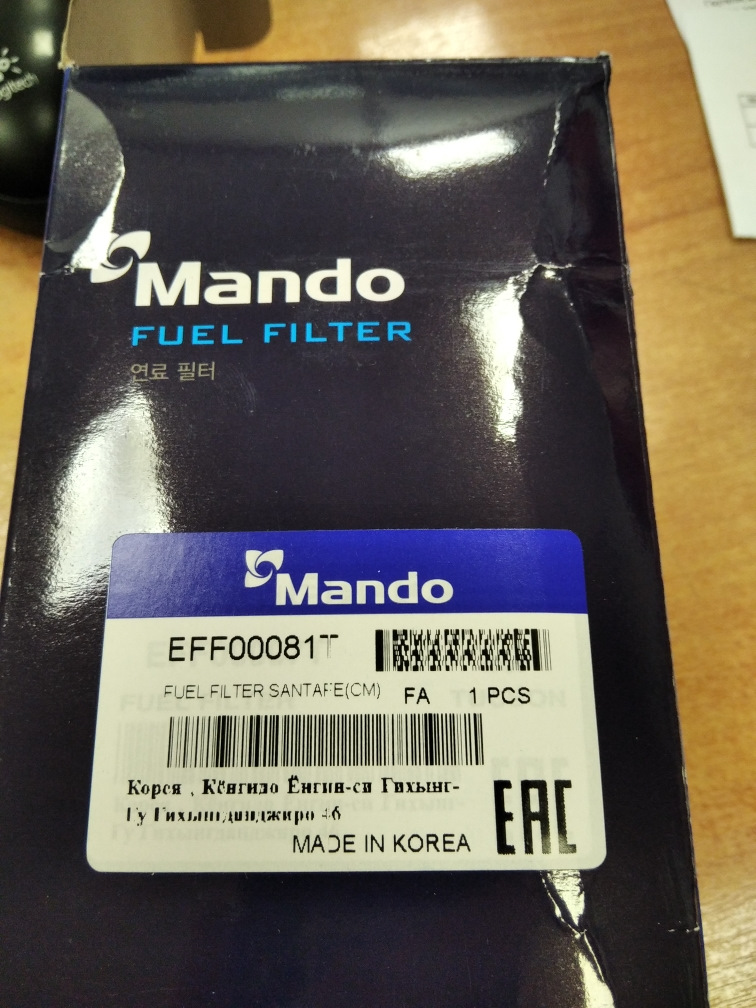 Mando
FUEL FILTER
연료 필터
Mando
EFF00081T
FUEL FILTER SANTAFE(CM) FA 1 PCS
Корея , Кёнгидо Ёнгин-си Гихынг-
Гу 46
MADE IN KOREA
EAC